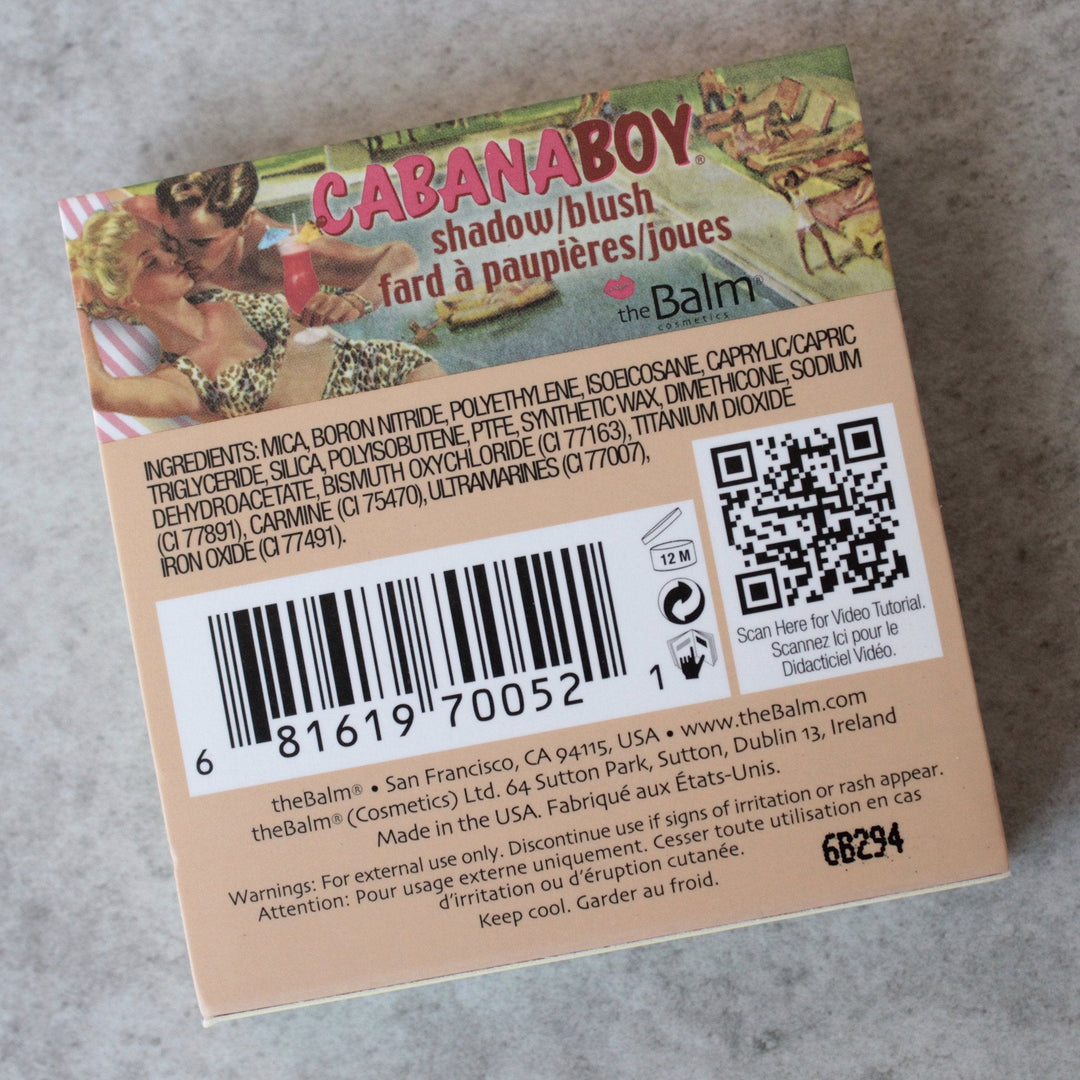 CABANABOY®
shadow/blush
fard à paupières/joues
theBalm®
cosmetics
INGREDIENTS: MICA, BORON NITRIDE, POLYETHYLENE, ISOEICOSANE, CAPRYLIC/CAPRIC
TRIGLYCERIDE, SILICA, POLYISOBUTENE, PTFE, SYNTHETIC WAX, DIMETHICONE, SODIUM
DEHYDROACETATE, BISMUTH OXYCHLORIDE (CI 77163), TITANIUM DIOXIDE
(CI 77891), CARMINE (CI 75470), ULTRAMARINES (CI 77007),
IRON OXIDE (CI 77491).
12 M
6 81619 70052 1
Scan Here for Video Tutorial.
Scannez Ici pour le
Didacticiel Vidéo.
theBalm® • San Francisco, CA 94115, USA • www.theBalm.com
theBalm® (Cosmetics) Ltd. 64 Sutton Park, Sutton, Dublin 13, Ireland
Made in the USA. Fabriqué aux États-Unis.
Warnings: For external use only. Discontinue use if signs of irritation or rash appear.
Attention: Pour usage externe uniquement. Cesser toute utilisation en cas
d'irritation ou d'éruption cutanée.
Keep cool. Garder au froid.
6B294